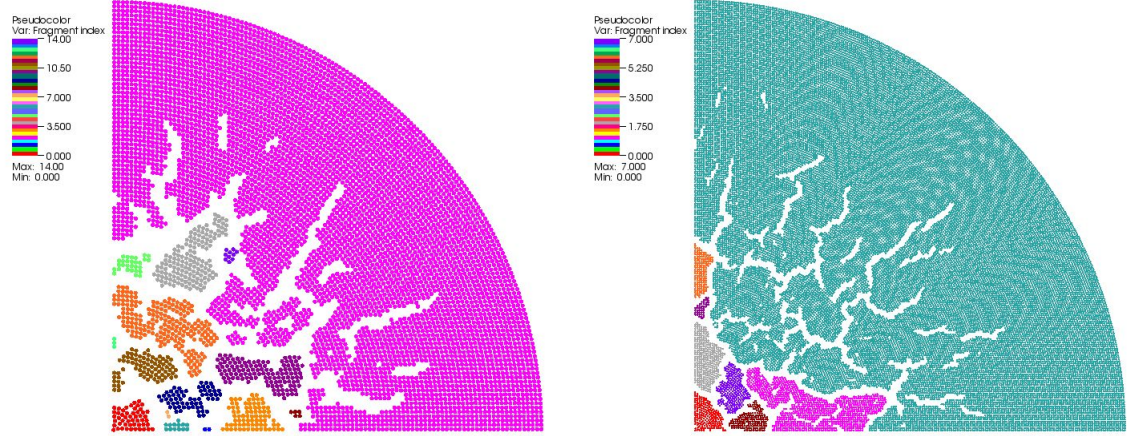 Pseudocolor
Var: Fragment index
14.00
10.50
7.000
3.500
0.000
Max: 14.00
Min: 0.000
Pseudocolor
Var: Fragment index
7.000
5.250
3.500
1.750
0.000
Max: 7.000
Min: 0.000